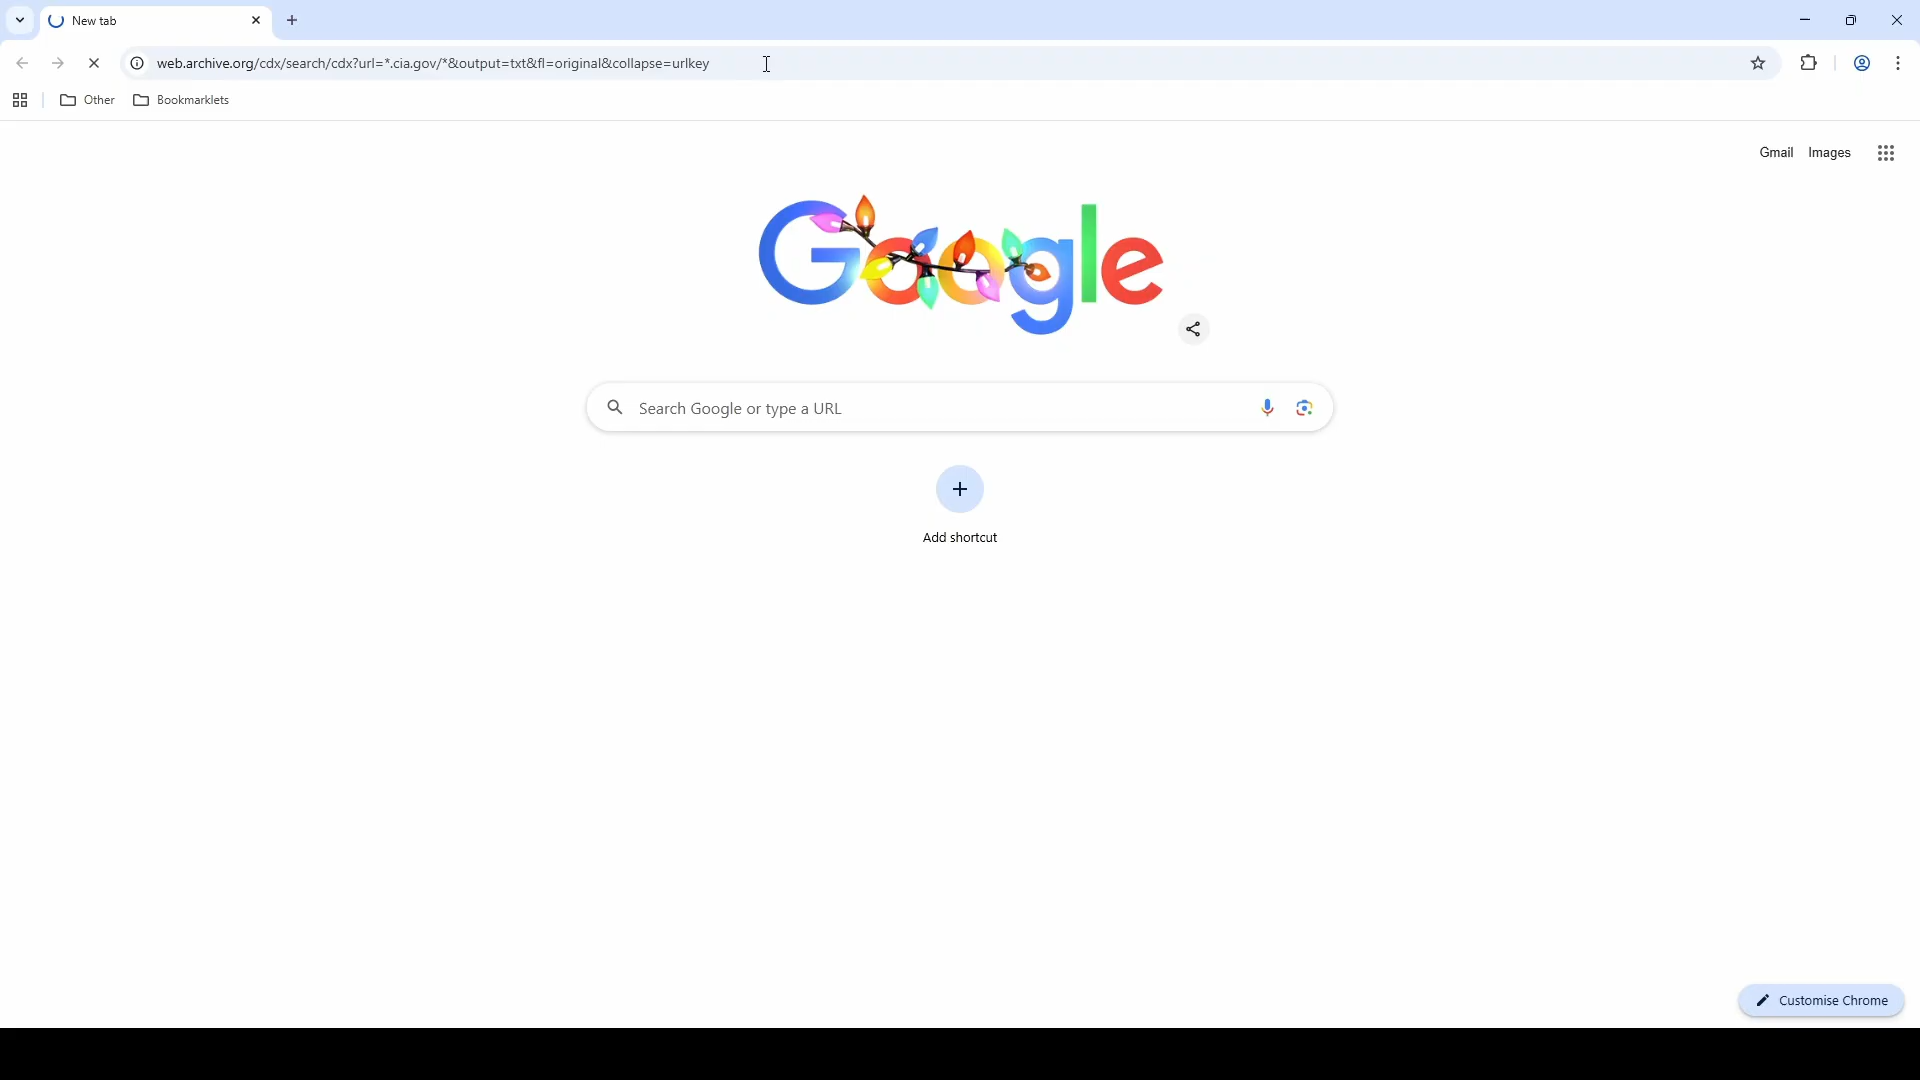 New tab
web.archive.org/cdx/search/cdx?url=*.cia.gov/*&output=txt&fl=original&collapse=urlkey
Other Bookmarklets
Gmail Images
Google
Search Google or type a URL
Add shortcut
Customise Chrome